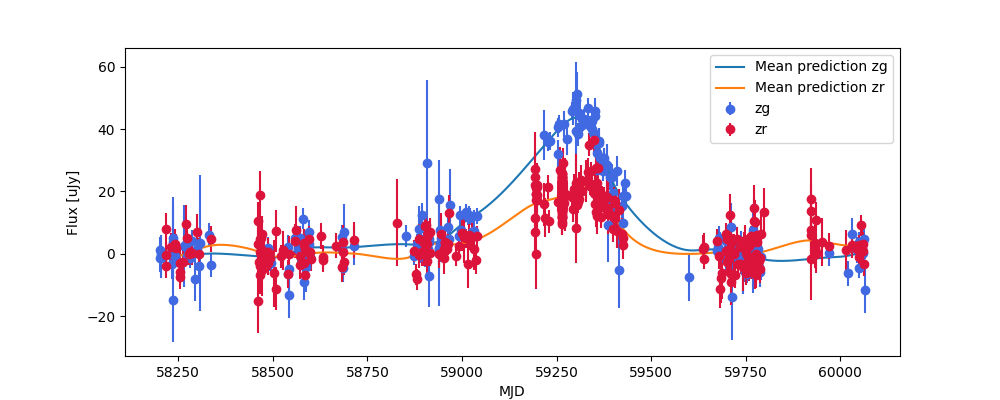 Flux [uJy]
60
40
20
0
−20
58250
58500
58750
59000
59250
59500
59750
60000
MJD
Mean prediction zg
Mean prediction zr
zg
zr